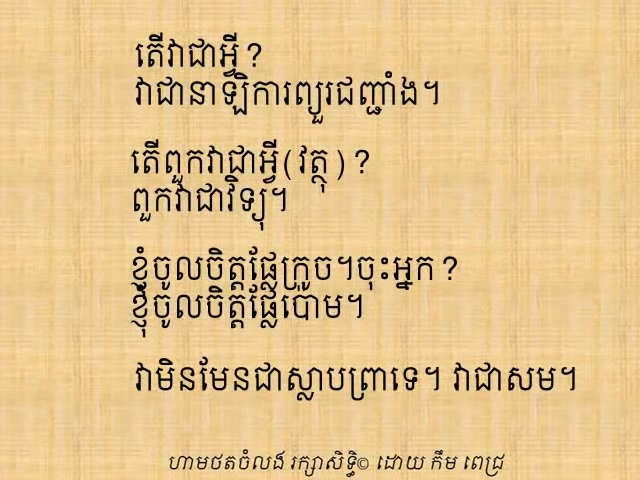 តើវាជាអ្វី?
វាជានាឡិការព្យួរជញ្ជាំង។
តើពួកវាជាអ្វី(វត្ថុ)?
ពួកវាជាវិទ្យុ។
ខ្ញុំចូលចិត្តផ្លែក្រូច។ចុះអ្នក?
ខ្ញុំចូលចិត្តផ្លែប៉ោម។
វាមិនមែនជាស្លាបព្រាទេ។ វាជាសម។
ហាមថតចំលង រក្សាសិទ្ធិ© ដោយ កឹម ពេជ្រ